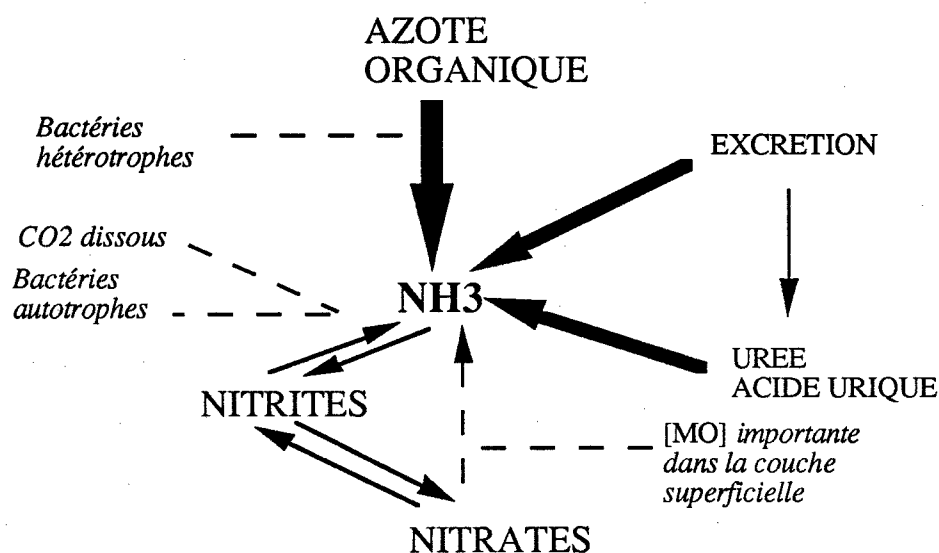 AZOTE
ORGANIQUE
Bactéries
hétérotrophes
EXCRETION
CO2 dissous
Bactéries
autotrophes
NH3
UREE
ACIDE URIQUE
NITRITES
[MO] importante
dans la couche
superficielle
NITRATES